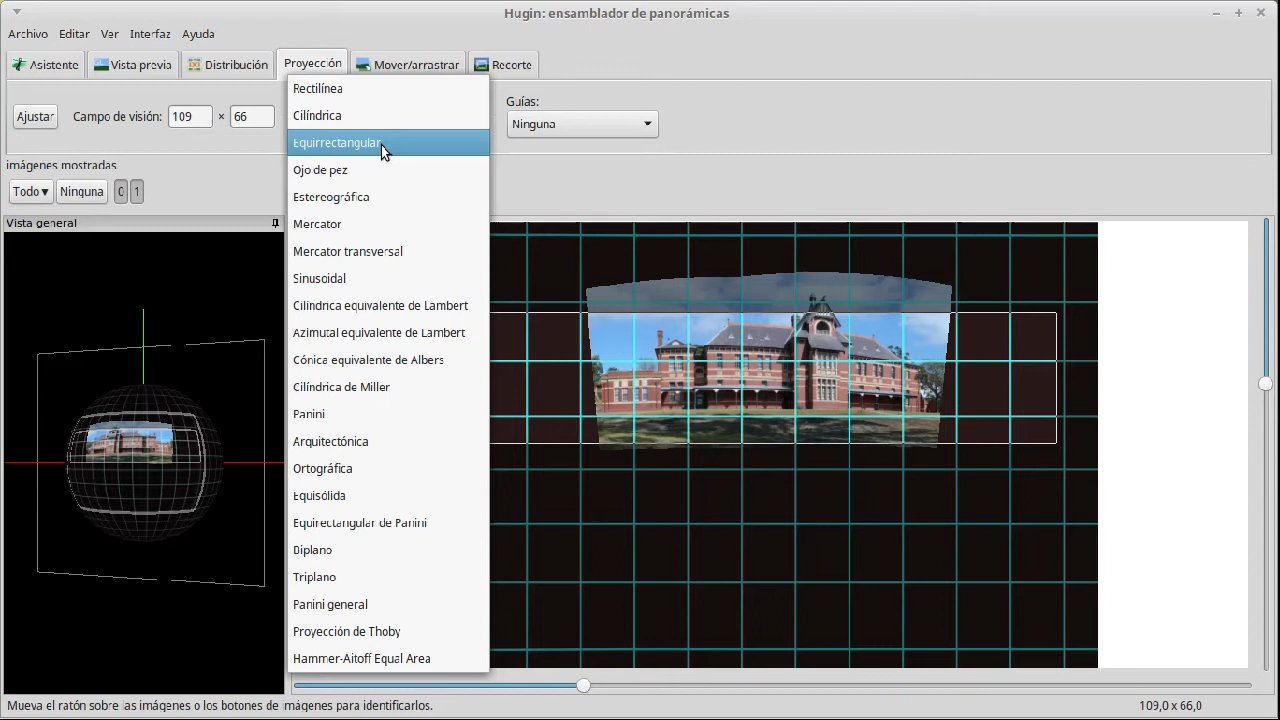 Hugin: ensamblador de panorámicas
Archivo Editar Ver Interfaz Ayuda
Asistente Vista previa Distribución Proyección Mover/arrastrar Recorte
Ajustar Campo de visión: 109 × 66
Guías:
Ninguna
imágenes mostradas
Todo Ninguna 0 1
Vista general
Rectilínea
Cilíndrica
Equirrectangular
Ojo de pez
Estereográfica
Mercator
Mercator transversal
Sinusoidal
Cilíndrica equivalente de Lambert
Azimutal equivalente de Lambert
Cónica equivalente de Albers
Cilíndrica de Miller
Panini
Arquitectónica
Ortográfica
Equisólida
Equirectangular de Panini
Biplano
Triplano
Panini general
Proyección de Thoby
Hammer-Aitoff Equal Area
Mueva el ratón sobre las imágenes o los botones de imágenes para identificarlos.
109,0 x 66,0